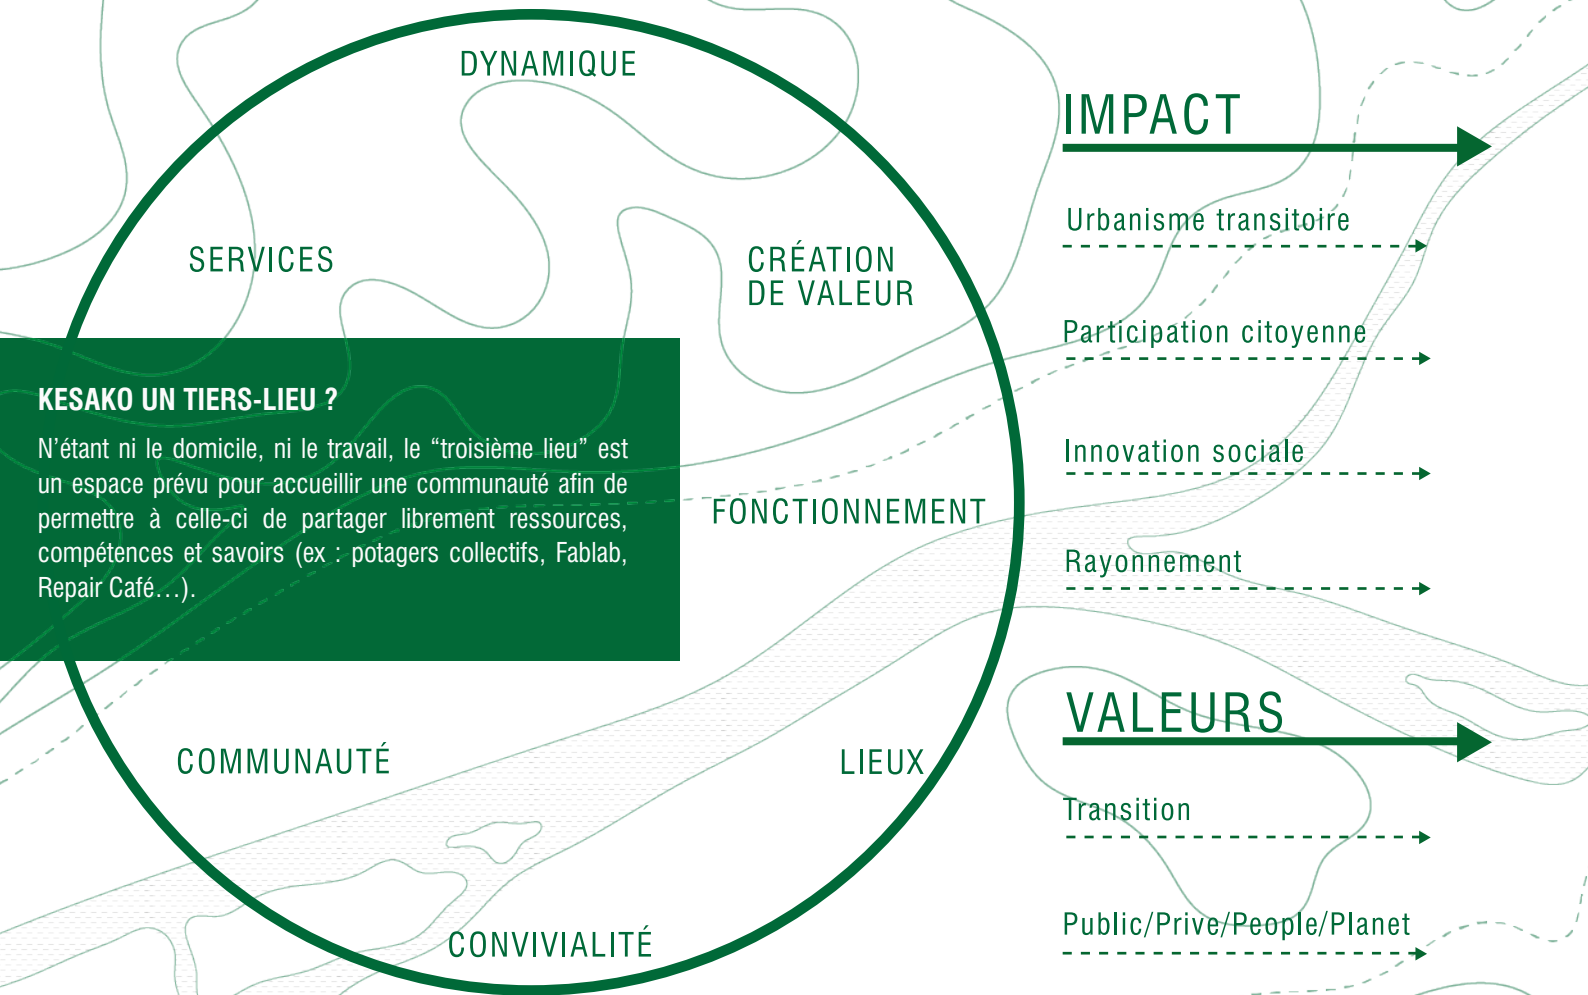 DYNAMIQUE
SERVICES
CRÉATION
DE VALEUR
KESAKO UN TIERS-LIEU ?
N’étant ni le domicile, ni le travail, le “troisième lieu” est
un espace prévu pour accueillir une communauté afin de
permettre à celle-ci de partager librement ressources,
compétences et savoirs (ex : potagers collectifs, Fablab,
Repair Café…).
FONCTIONNEMENT
COMMUNAUTÉ
LIEUX
CONVIVIALITÉ
IMPACT
Urbanisme transitoire
Participation citoyenne
Innovation sociale
Rayonnement
VALEURS
Transition
Public/Prive/People/Planet